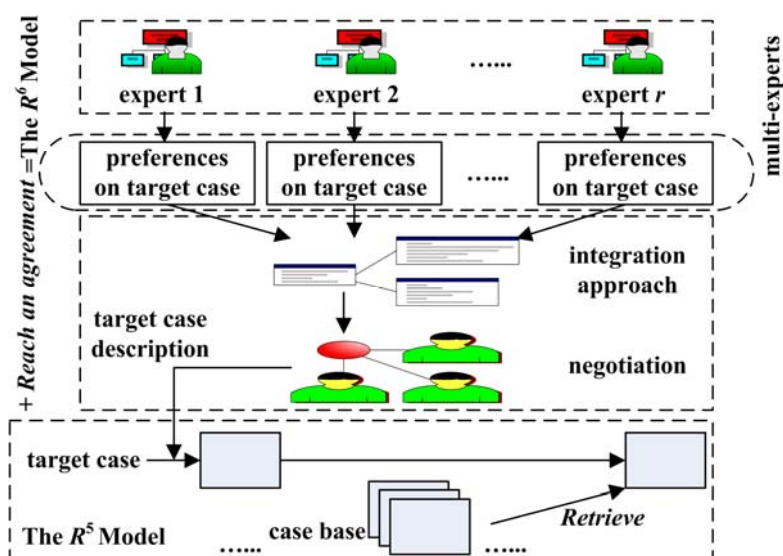 expert 1
expert 2
…...
expert r
multi-experts
preferences
on target case
preferences
on target case
…...
preferences
on target case
+ Reach an agreement =The R⁶ Model
integration
approach
target case
description
negotiation
target case
case base
Retrieve
The R⁵ Model
…...
…...